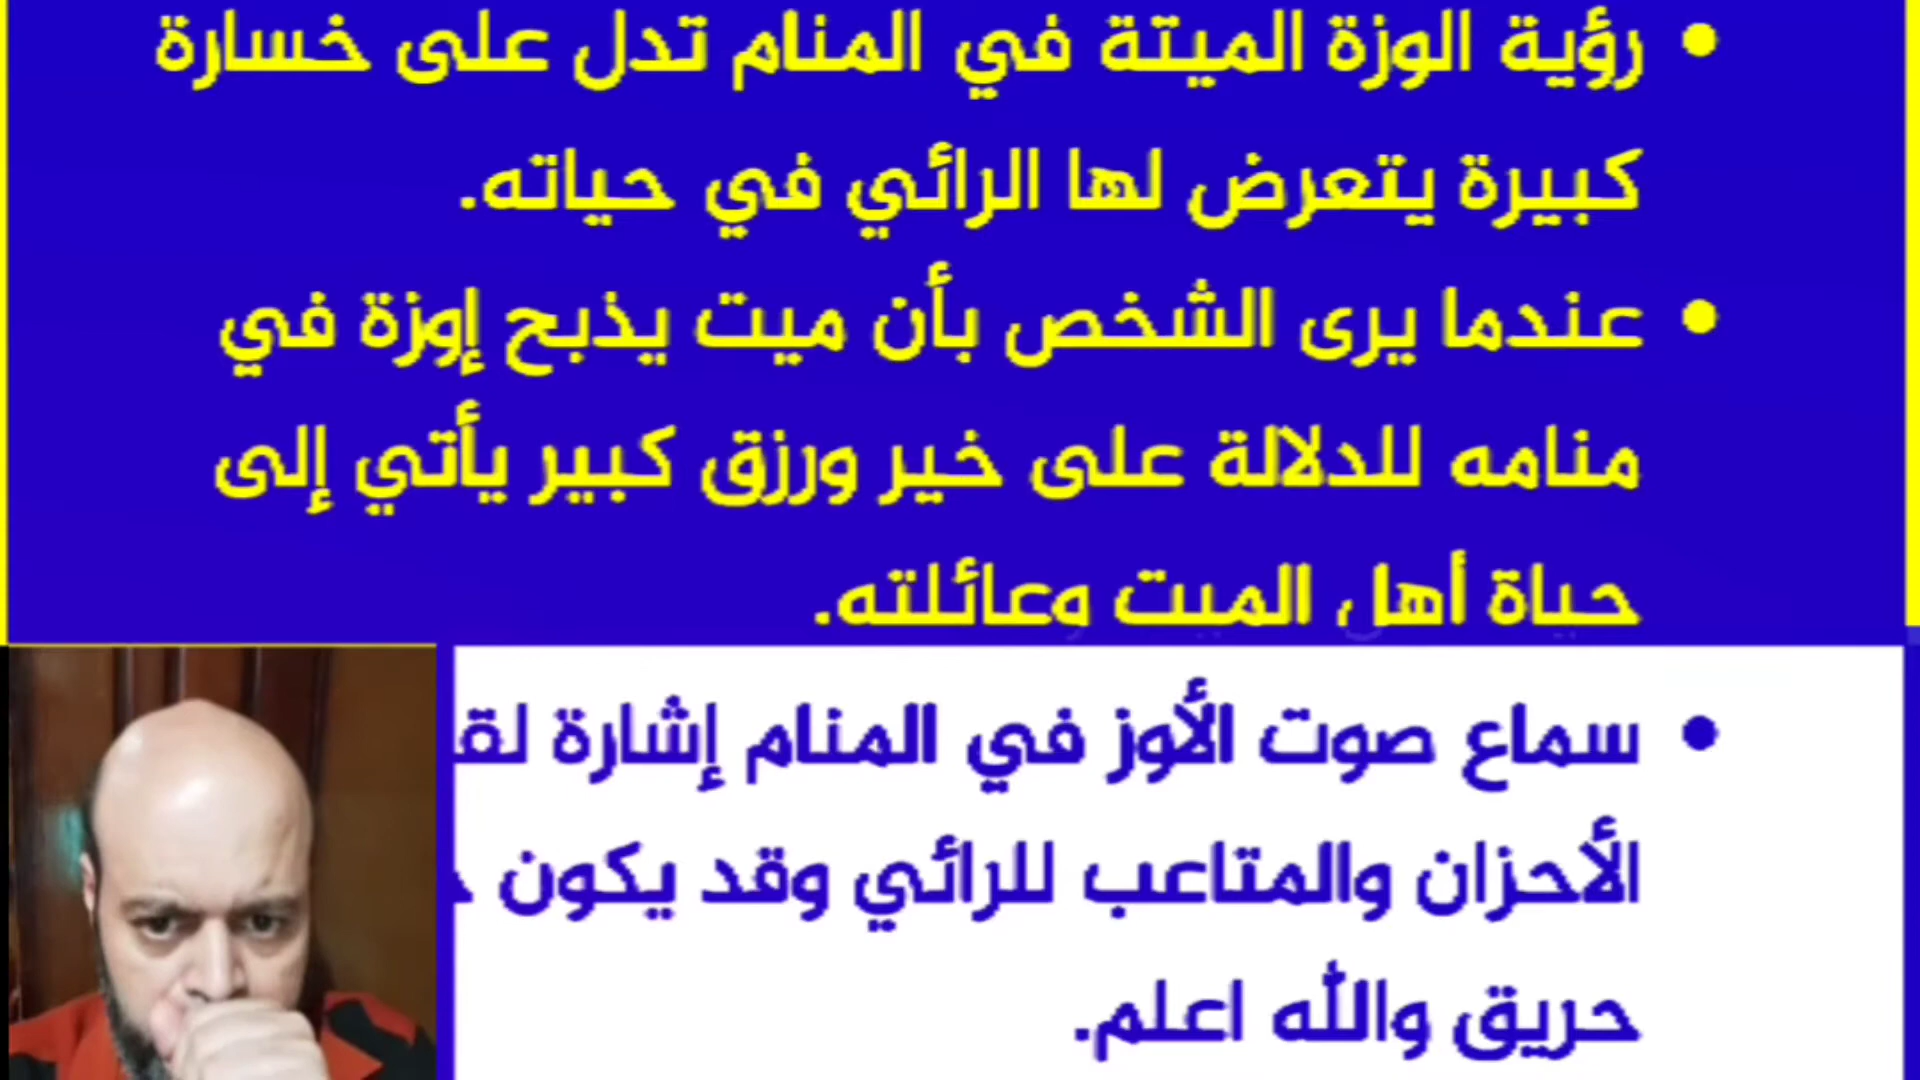 • رؤية الوزة الميتة في المنام تدل على خسارة
كبيرة يتعرض لها الرائي في حياته.
• عندما يرى الشخص بأن ميت يذبح إوزة في
منامه للدلالة على خير ورزق كبير يأتي إلى
حياة أهل الميت وعائلته.
• سماع صوت الأوز في المنام إشارة
الأحزان والمتاعب للرائي وقد يكون
حريق والله اعلم.